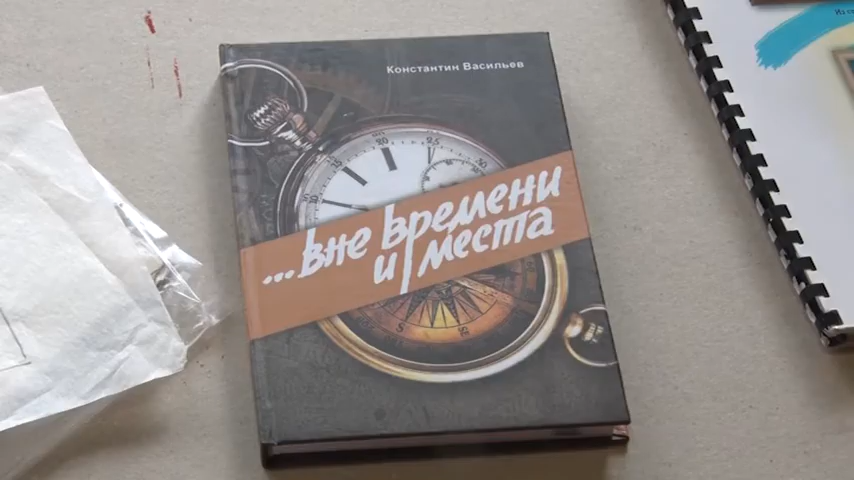 Константин Васильев
...вне времени
и места